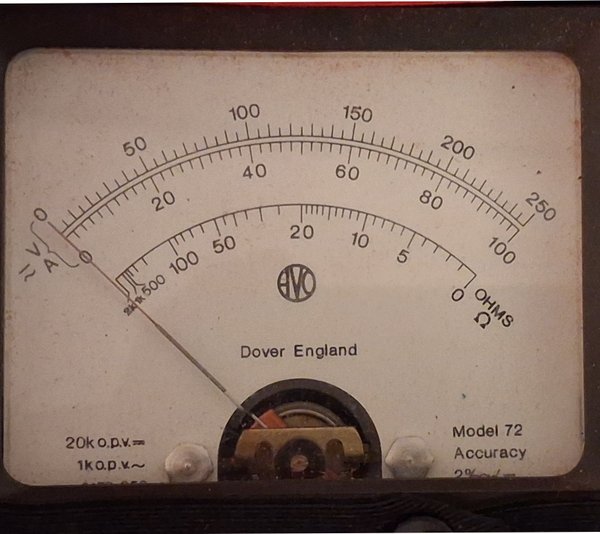 0 50 100 150 200 250
0 20 40 60 80 100
≂ V A
500 100 50 20 10 5 0 OHMS Ω
AVO
Dover England
20k o.p.v. ⎓
1k o.p.v. ~
Model 72
Accuracy